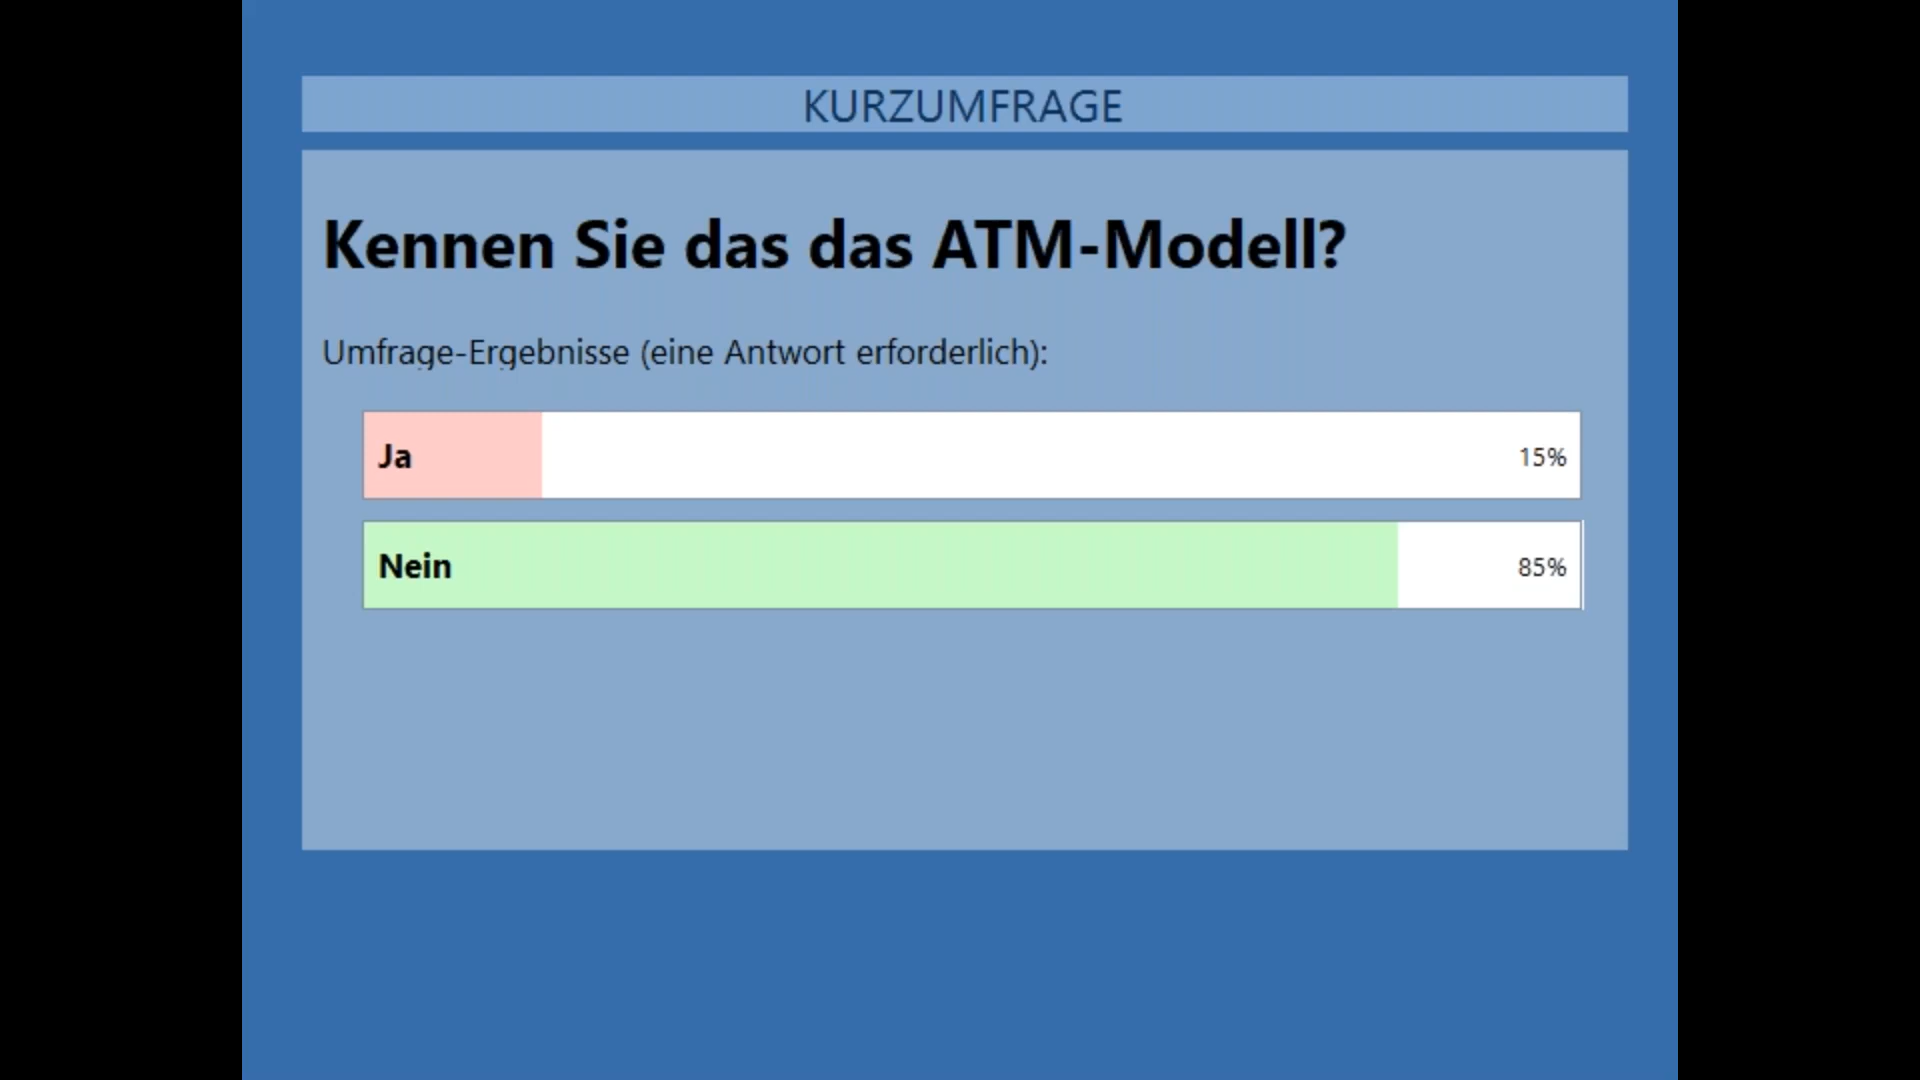 KURZUMFRAGE
Kennen Sie das das ATM-Modell?
Umfrage-Ergebnisse (eine Antwort erforderlich):
Ja 15%
Nein 85%